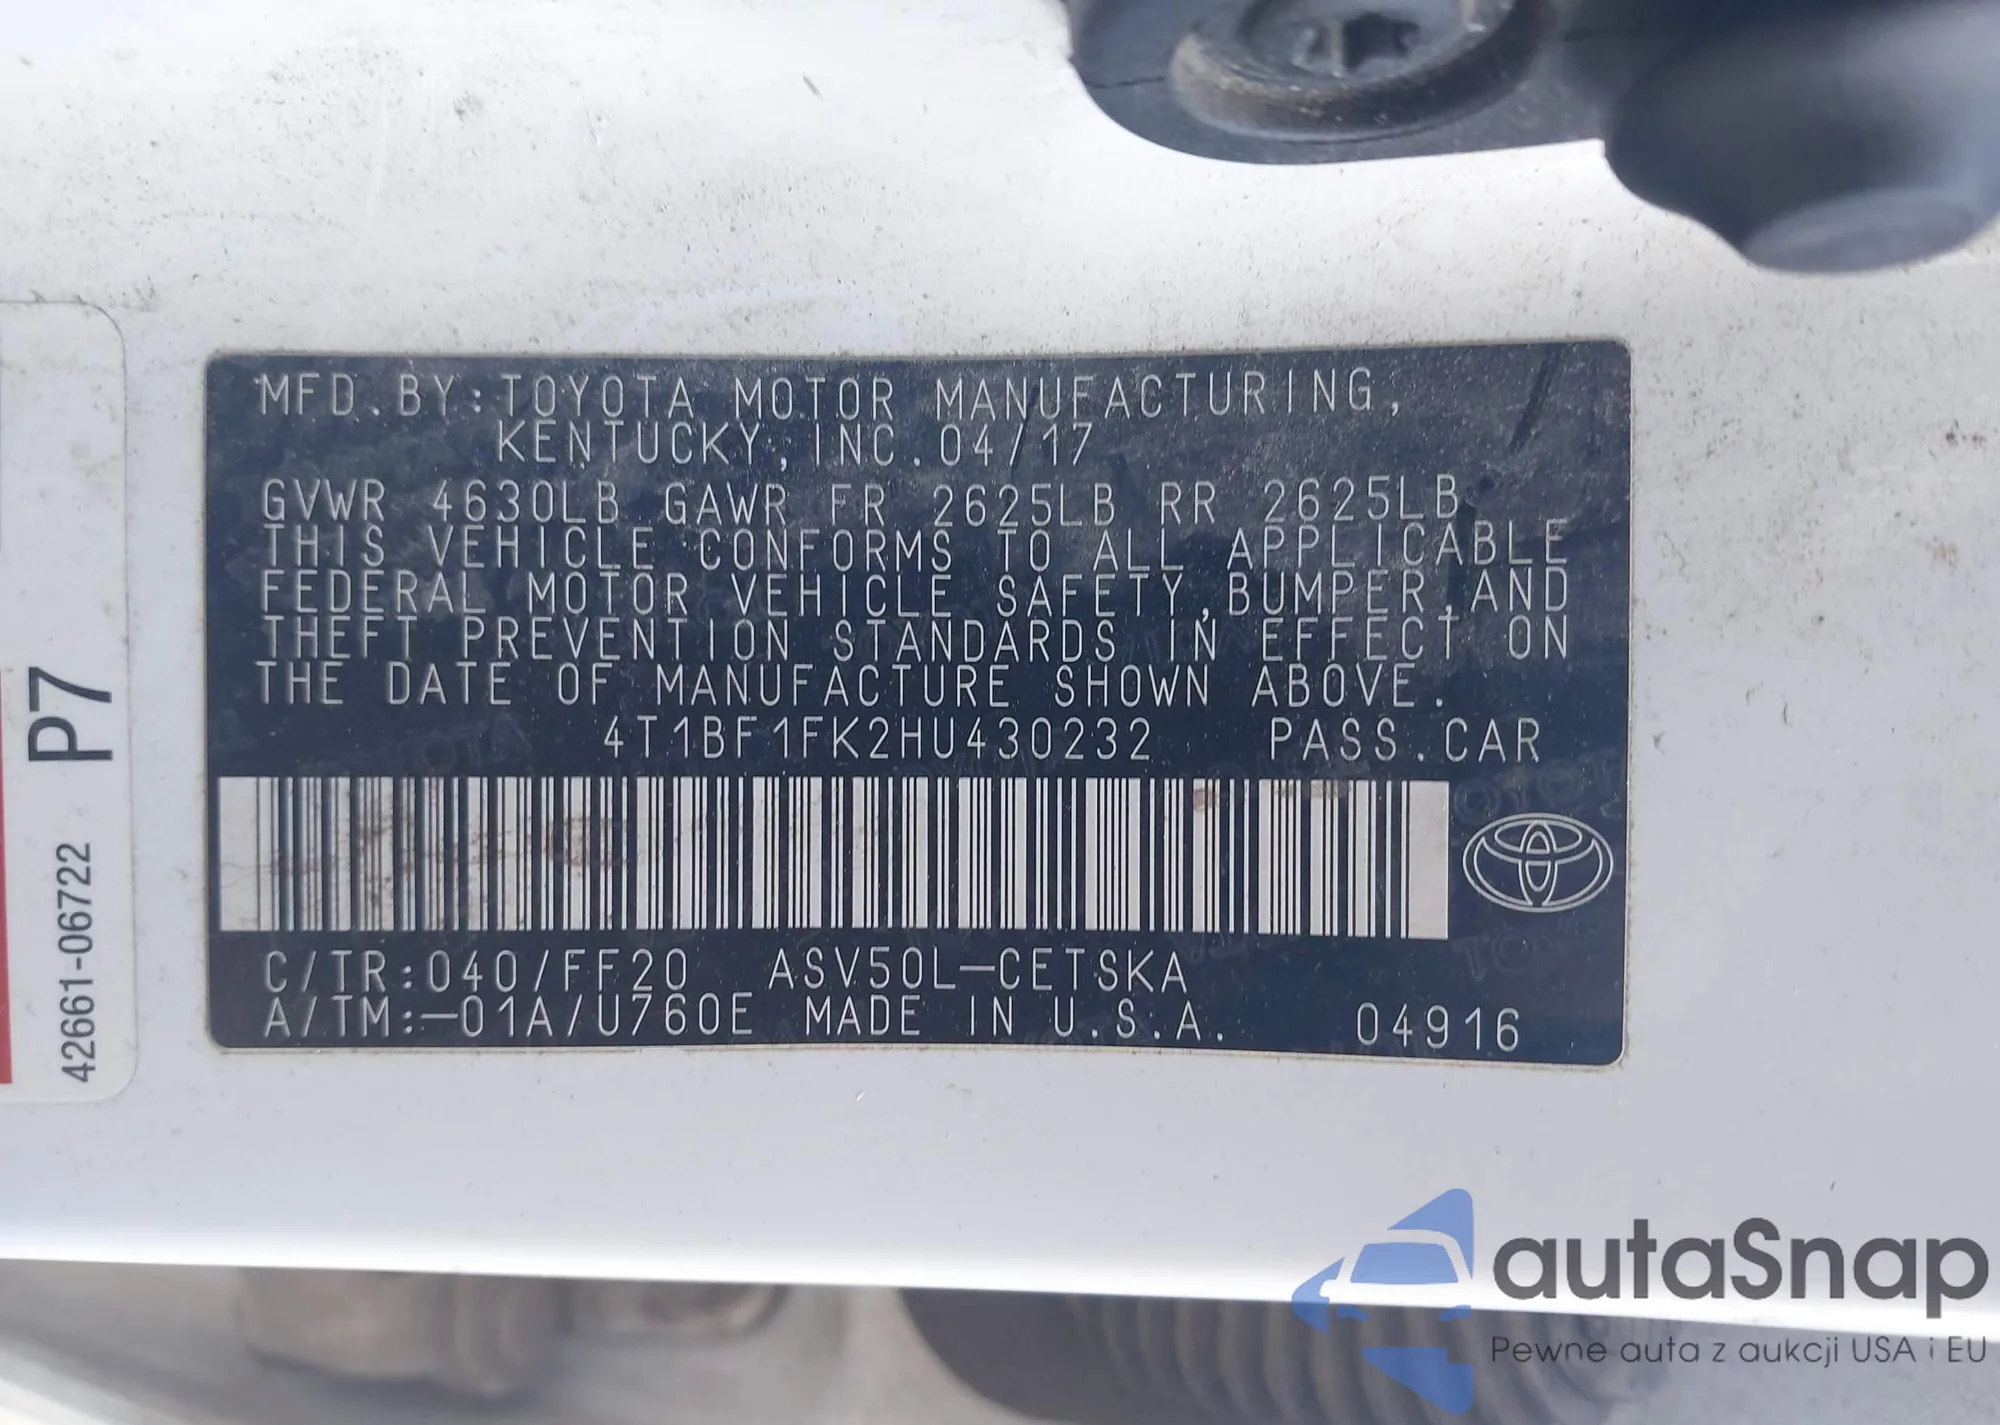 MFD.BY:TOYOTA MOTOR MANUFACTURING,
KENTUCKY,INC.04/17
GVWR 4630LB GAWR FR 2625LB RR 2625LB
THIS VEHICLE CONFORMS TO ALL APPLICABLE
FEDERAL MOTOR VEHICLE SAFETY,BUMPER,AND
THEFT PREVENTION STANDARDS IN EFFECT ON
THE DATE OF MANUFACTURE SHOWN ABOVE.
4T1BF1FK2HU430232 PASS.CAR
C/TR:040/FF20 ASV50L-CETSKA
A/TM:-01A/U760E MADE IN U.S.A. 04916
P7
42661-06722
autaSnap
Pewne auta z aukcji USA i EU